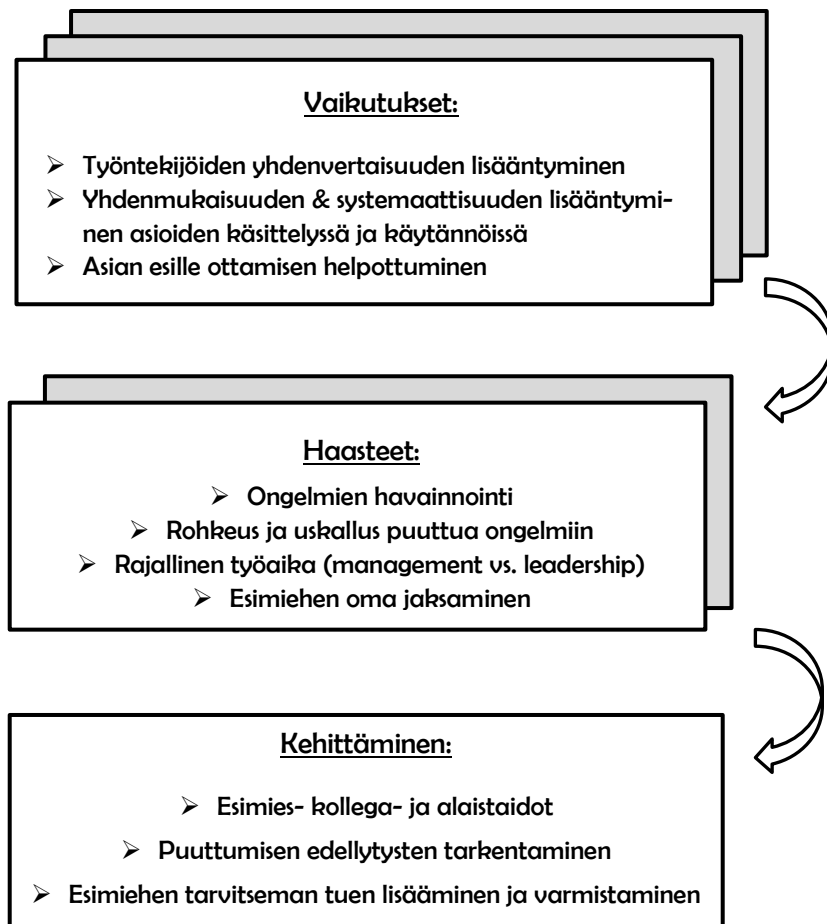 Vaikutukset:
➢ Työntekijöiden yhdenvertaisuuden lisääntyminen
➢ Yhdenmukaisuuden & systemaattisuuden lisääntymi-
nen asioiden käsittelyssä ja käytännöissä
➢ Asian esille ottamisen helpottuminen
Haasteet:
➢ Ongelmien havainnointi
➢ Rohkeus ja uskallus puuttua ongelmiin
➢ Rajallinen työaika (management vs. leadership)
➢ Esimiehen oma jaksaminen
Kehittäminen:
➢ Esimies- kollega- ja alaistaidot
➢ Puuttumisen edellytysten tarkentaminen
➢ Esimiehen tarvitseman tuen lisääminen ja varmistaminen